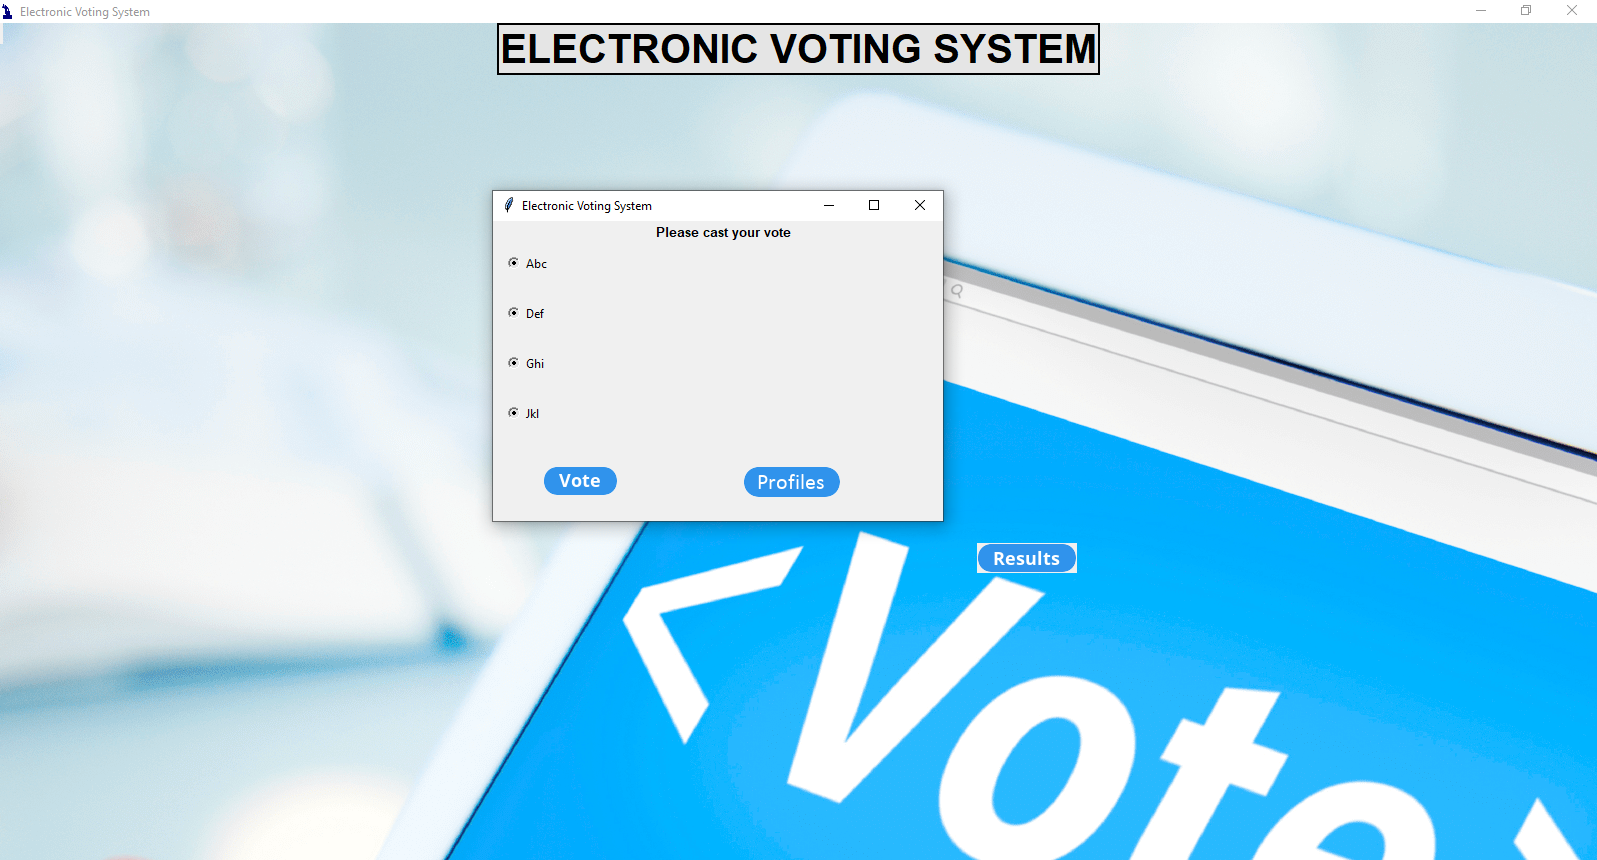 Electronic Voting System
ELECTRONIC VOTING SYSTEM
Electronic Voting System
Please cast your vote
Abc
Def
Ghi
Jkl
Vote
Profiles
Results
<Vote>